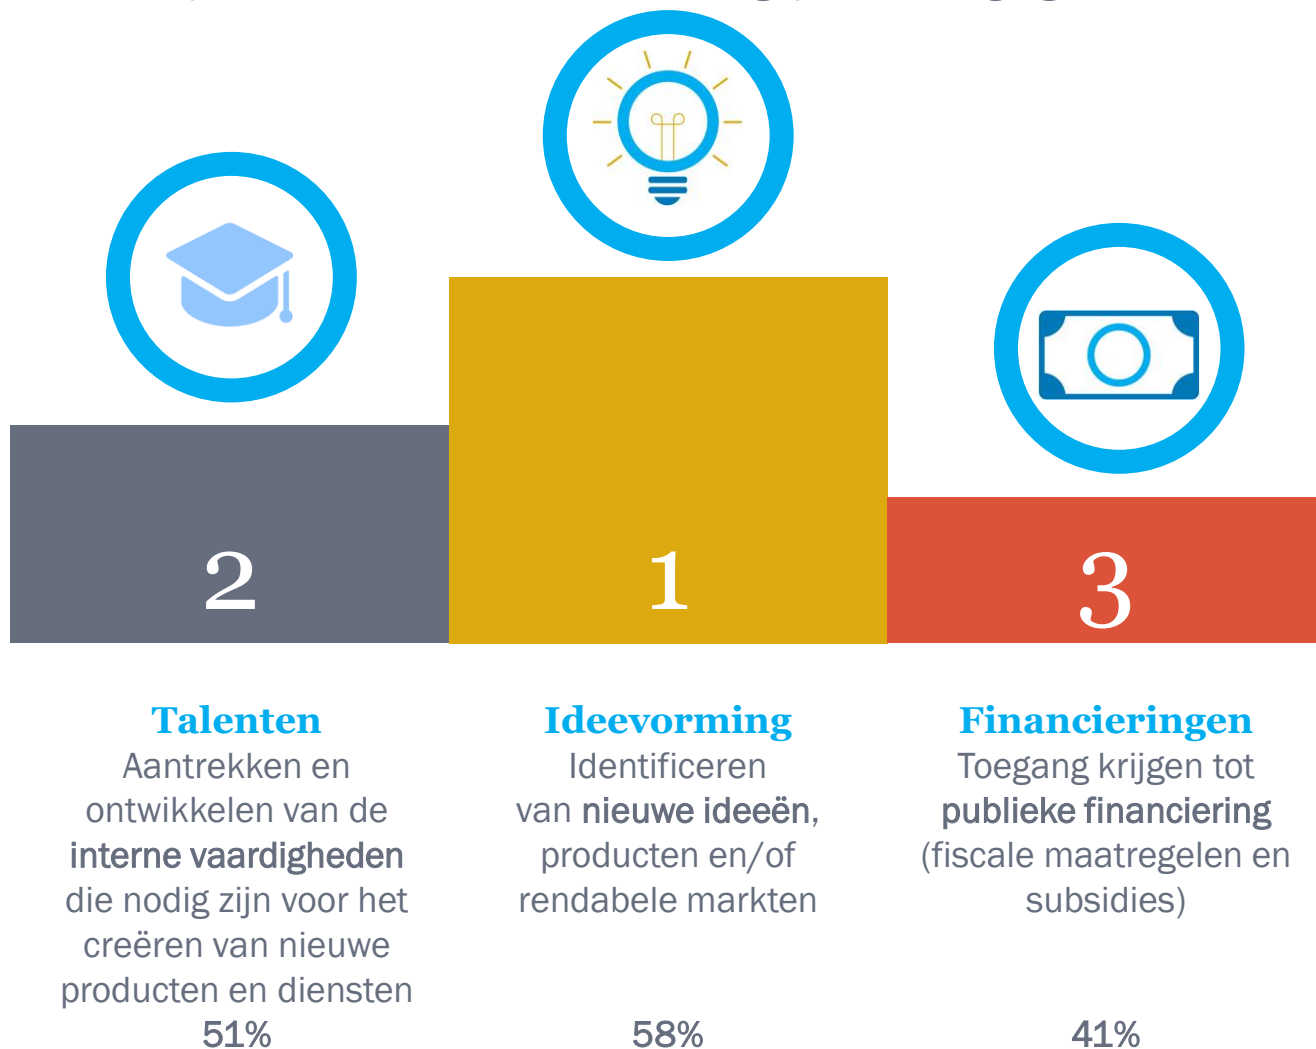 2
1
3
Talenten
Aantrekken en
ontwikkelen van de
interne vaardigheden
die nodig zijn voor het
creëren van nieuwe
producten en diensten
51%
Ideevorming
Identificeren
van nieuwe ideeën,
producten en/of
rendabele markten
58%
Financieringen
Toegang krijgen tot
publieke financiering
(fiscale maatregelen en
subsidies)
41%